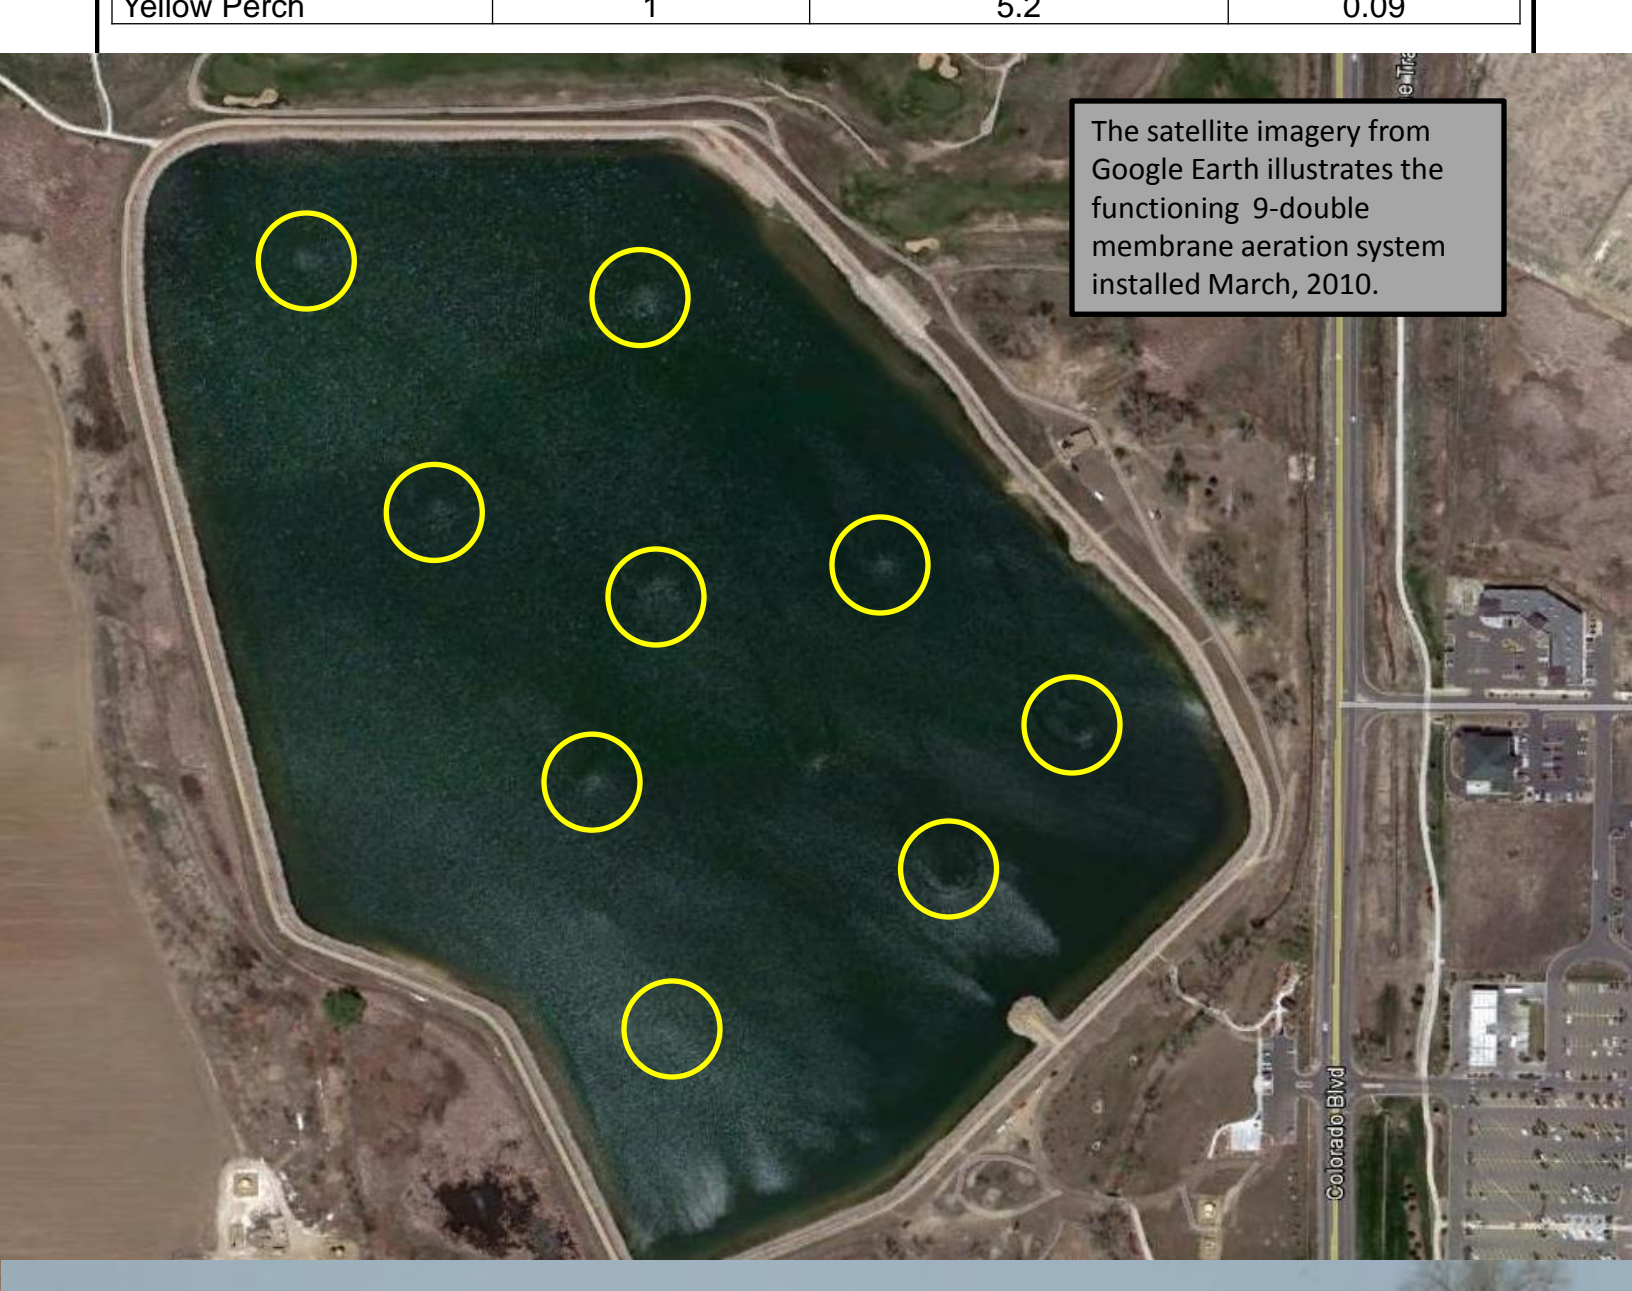 Yellow Perch 1 5.2 0.09
The satellite imagery from
Google Earth illustrates the
functioning 9-double
membrane aeration system
installed March, 2010.
Colorado Blvd